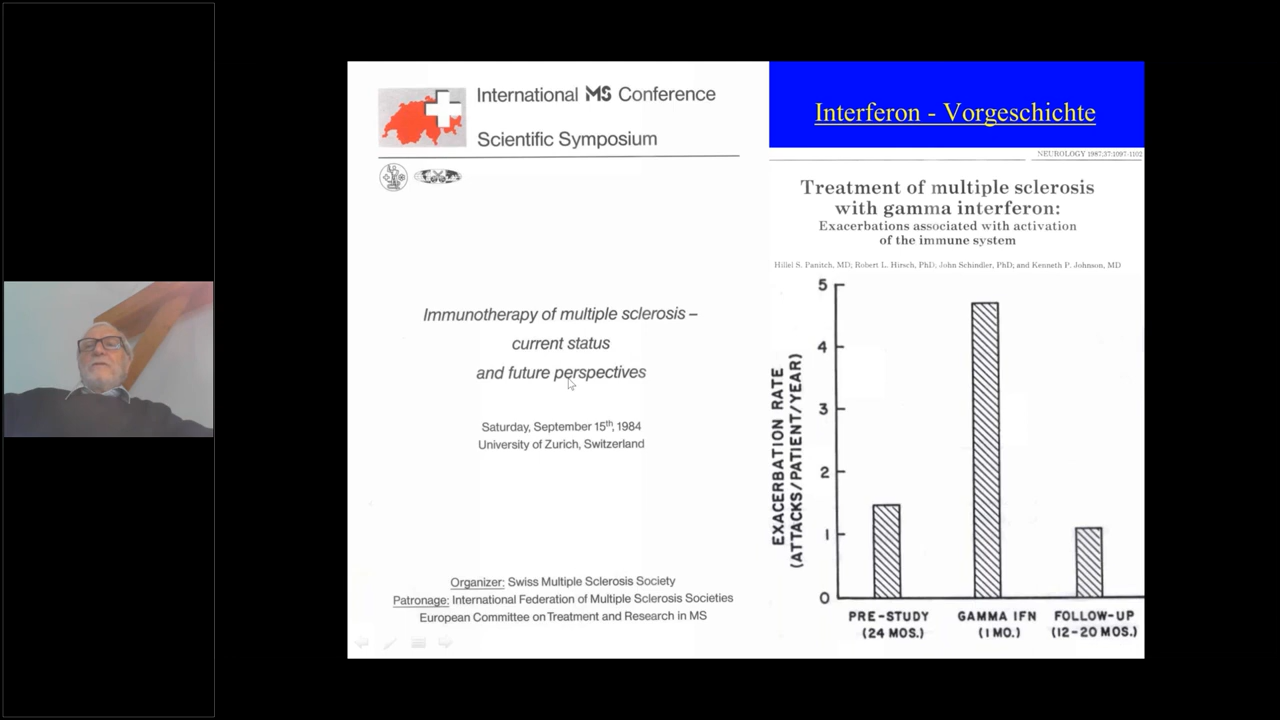 International MS Conference
Scientific Symposium
Immunotherapy of multiple sclerosis –
current status
and future perspectives
Saturday, September 15th, 1984
University of Zurich, Switzerland
Organizer: Swiss Multiple Sclerosis Society
Patronage: International Federation of Multiple Sclerosis Societies
European Committee on Treatment and Research in MS
Interferon - Vorgeschichte
NEUROLOGY 1987;37:1097-1102
Treatment of multiple sclerosis
with gamma interferon:
Exacerbations associated with activation
of the immune system
Hillel S. Panitch, MD; Robert L. Hirsch, PhD; John Schindler, PhD; and Kenneth P. Johnson, MD
EXACERBATION RATE
(ATTACKS/PATIENT/YEAR)
5
4
3
2
1
0
PRE-STUDY
(24 MOS.)
GAMMA IFN
(1 MO.)
FOLLOW-UP
(12-20 MOS.)